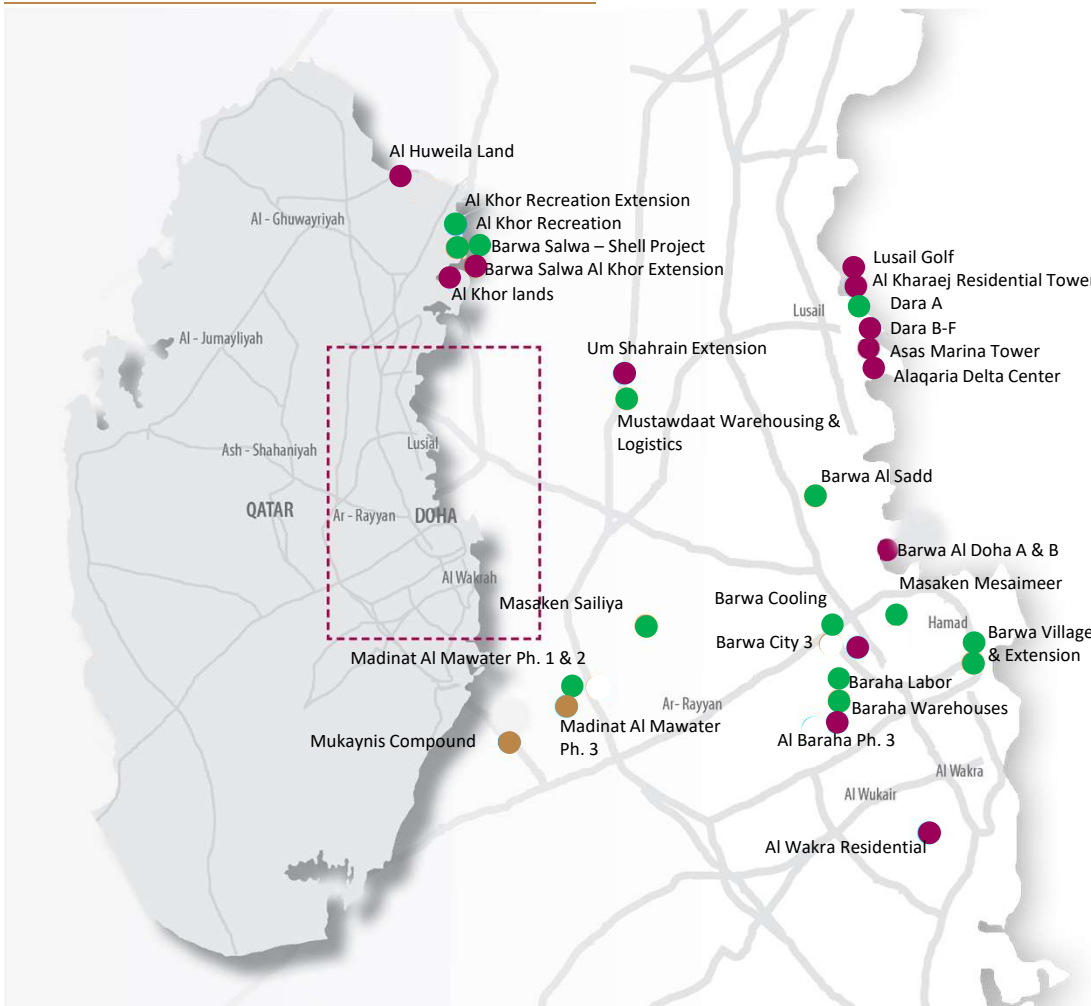 Al Huweila Land
Al Khor Recreation Extension
Al - Ghuwayriyah
Al Khor Recreation
Barwa Salwa – Shell Project
Barwa Salwa Al Khor Extension
Al Khor lands
Lusail Golf
Al Kharaej Residential Tower
Dara A
Lusail
Dara B-F
Al - Jumayliyah
Um Shahrain Extension
Asas Marina Tower
Alaqaria Delta Center
Mustawdaat Warehousing &
Logistics
Ash - Shahaniyah
Lusial
Barwa Al Sadd
QATAR
Ar - Rayyan
DOHA
Barwa Al Doha A & B
Al Wakrah
Masaken Mesaimeer
Masaken Sailiya
Barwa Cooling
Hamad
Barwa City 3
Barwa Village
& Extension
Madinat Al Mawater Ph. 1 & 2
Baraha Labor
Ar- Rayyan
Baraha Warehouses
Madinat Al Mawater
Ph. 3
Mukaynis Compound
Al Baraha Ph. 3
Al Wakra
Al Wukair
Al Wakra Residential